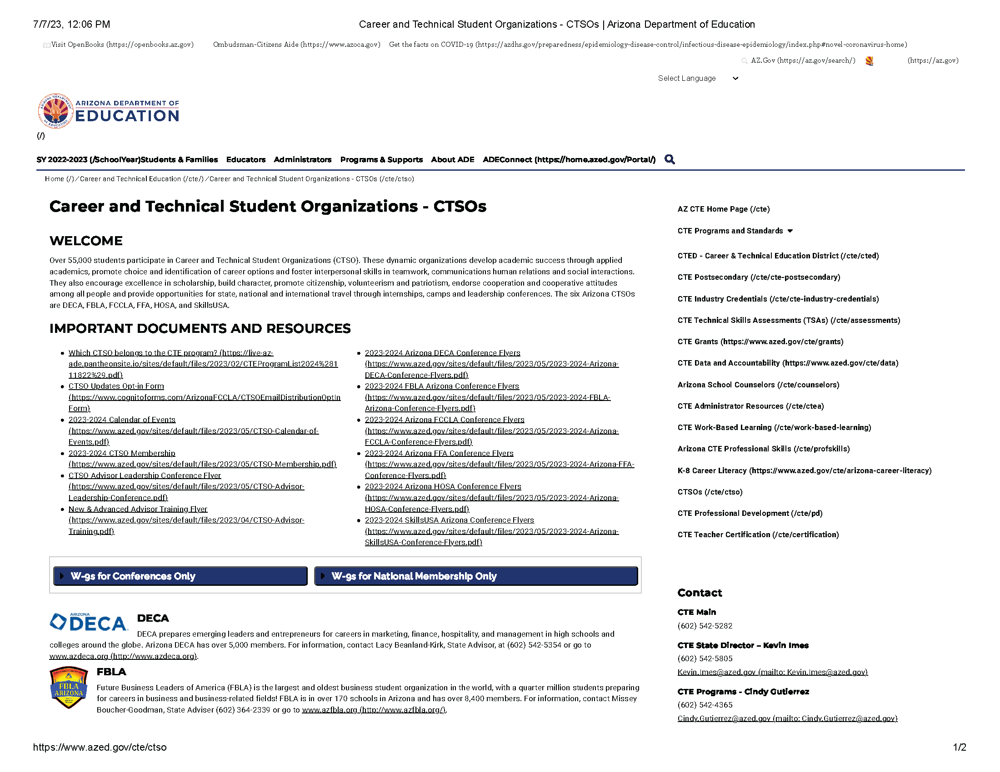 7/7/23, 12:06 PM
Career and Technical Student Organizations - CTSOs | Arizona Department of Education
Visit OpenBooks (https://openbooks.az.gov)
Ombudsman-Citizens Aide (https://www.azoca.gov)
Get the facts on COVID-19 (https://azdhs.gov/preparedness/epidemiology-disease-control/infectious-disease-epidemiology/index.php#novel-coronavirus-home)
AZ.Gov (https://az.gov/search/)
(https://az.gov)
Select Language
ARIZONA DEPARTMENT OF
EDUCATION
ARIZONA DEPARTMENT
OF EDUCATION
(/)
SY 2022-2023 (/SchoolYear)Students & Families Educators Administrators Programs & Supports About ADE ADEConnect (https://home.azed.gov/Portal/)
Home (/) / Career and Technical Education (/cte/) / Career and Technical Student Organizations - CTSOs (/cte/ctso)
Career and Technical Student Organizations - CTSOs
WELCOME
Over 55,000 students participate in Career and Technical Student Organizations (CTSO). These dynamic organizations develop academic success through applied
academics, promote choice and identification of career options and foster interpersonal skills in teamwork, communications human relations and social interactions.
They also encourage excellence in scholarship, build character, promote citizenship, volunteerism and patriotism, endorse cooperation and cooperative attitudes
among all people and provide opportunities for state, national and international travel through internships, camps and leadership conferences. The six Arizona CTSOs
are DECA, FBLA, FCCLA, FFA, HOSA, and SkillsUSA.
IMPORTANT DOCUMENTS AND RESOURCES
• Which CTSO belongs to the CTE program? (https://live-az-
ade.pantheonsite.io/sites/default/files/2023/02/CTEProgramList2024%281
11822%29.pdf)
• CTSO Updates Opt-in Form
(https://www.cognitoforms.com/ArizonaFCCLA/CTSOEmailDistributionOptIn
Form)
• 2023-2024 Calendar of Events
(https://www.azed.gov/sites/default/files/2023/05/CTSO-Calendar-of-
Events.pdf)
• 2023-2024 CTSO Membership
(https://www.azed.gov/sites/default/files/2023/05/CTSO-Membership.pdf)
• CTSO Advisor Leadership Conference Flyer
(https://www.azed.gov/sites/default/files/2023/05/CTSO-Advisor-
Leadership-Conference.pdf)
• New & Advanced Advisor Training Flyer
(https://www.azed.gov/sites/default/files/2023/04/CTSO-Advisor-
Training.pdf)
• 2023-2024 Arizona DECA Conference Flyers
(https://www.azed.gov/sites/default/files/2023/05/2023-2024-Arizona-
DECA-Conference-Flyers.pdf)
• 2023-2024 FBLA Arizona Conference Flyers
(https://www.azed.gov/sites/default/files/2023/05/2023-2024-FBLA-
Arizona-Conference-Flyers.pdf)
• 2023-2024 Arizona FCCLA Conference Flyers
(https://www.azed.gov/sites/default/files/2023/05/2023-2024-Arizona-
FCCLA-Conference-Flyers.pdf)
• 2023-2024 Arizona FFA Conference Flyers
(https://www.azed.gov/sites/default/files/2023/05/2023-2024-Arizona-FFA-
Conference-Flyers.pdf)
• 2023-2024 Arizona HOSA Conference Flyers
(https://www.azed.gov/sites/default/files/2023/05/2023-2024-Arizona-
HOSA-Conference-Flyers.pdf)
• 2023-2024 SkillsUSA Arizona Conference Flyers
(https://www.azed.gov/sites/default/files/2023/05/2023-2024-Arizona-
SkillsUSA-Conference-Flyers.pdf)
W-9s for Conferences Only
W-9s for National Membership Only
ARIZONA
DECA
DECA
DECA prepares emerging leaders and entrepreneurs for careers in marketing, finance, hospitality, and management in high schools and
colleges around the globe. Arizona DECA has over 5,000 members. For information, contact Lacy Beanland-Kirk, State Advisor, at (602) 542-5354 or go to
www.azdeca.org (http://www.azdeca.org).
FBLA
ARIZONA
FBLA
Future Business Leaders of America (FBLA) is the largest and oldest business student organization in the world, with a quarter million students preparing
for careers in business and business-related fields! FBLA is in over 170 schools in Arizona and has over 8,400 members. For information, contact Missey
Boucher-Goodman, State Adviser (602) 364-2339 or go to www.azfbla.org (http://www.azfbla.org/).
AZ CTE Home Page (/cte)
CTE Programs and Standards
CTED - Career & Technical Education District (/cte/cted)
CTE Postsecondary (/cte/cte-postsecondary)
CTE Industry Credentials (/cte/cte-industry-credentials)
CTE Technical Skills Assessments (TSAs) (/cte/assessments)
CTE Grants (https://www.azed.gov/cte/grants)
CTE Data and Accountability (https://www.azed.gov/cte/data)
Arizona School Counselors (/cte/counselors)
CTE Administrator Resources (/cte/ctea)
CTE Work-Based Learning (/cte/work-based-learning)
Arizona CTE Professional Skills (/cte/profskills)
K-8 Career Literacy (https://www.azed.gov/cte/arizona-career-literacy)
CTSOs (/cte/ctso)
CTE Professional Development (/cte/pd)
CTE Teacher Certification (/cte/certification)
Contact
CTE Main
(602) 542-5282
CTE State Director – Kevin Imes
(602) 542-5805
Kevin.Imes@azed.gov (mailto: Kevin.Imes@azed.gov)
CTE Programs - Cindy Gutierrez
(602) 542-4365
Cindy.Gutierrez@azed.gov (mailto: Cindy.Gutierrez@azed.gov)
https://www.azed.gov/cte/ctso
1/2